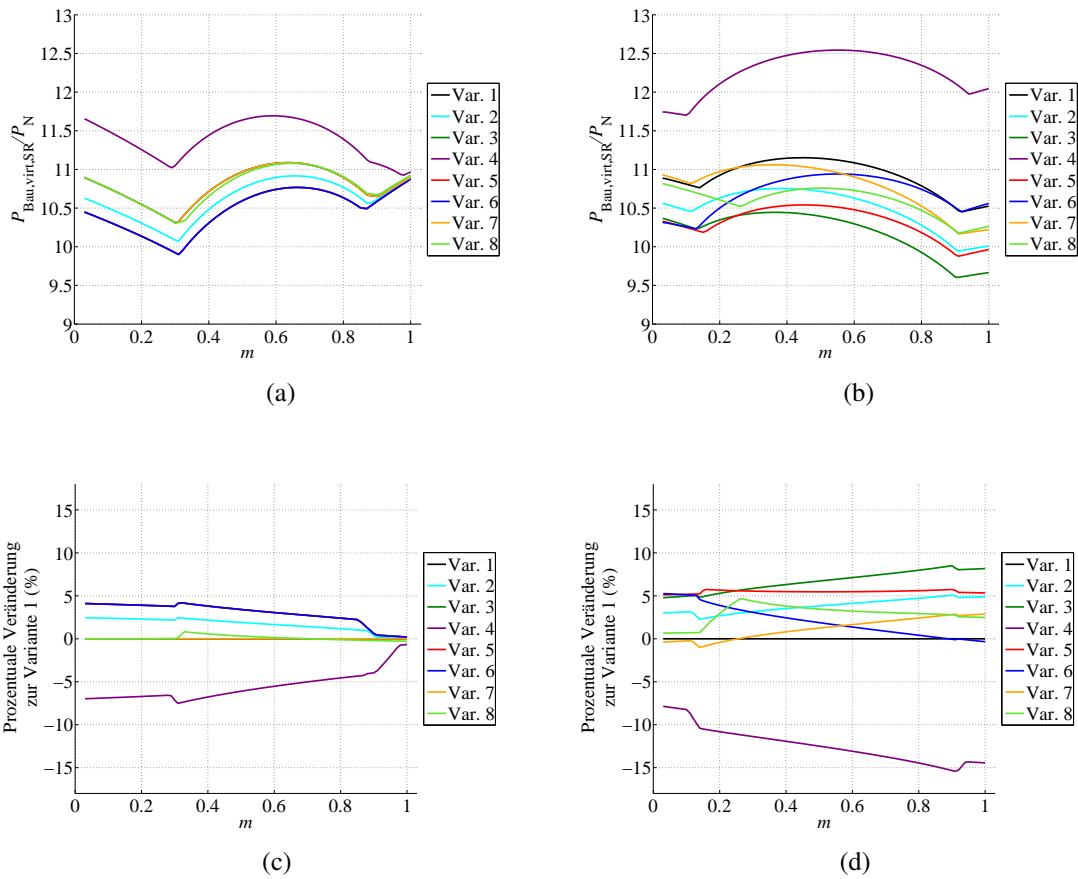 13
12.5
12
11.5
11
10.5
10
9.5
9
0
0.2
0.4
0.6
0.8
1
m
P_Bau,virt,SR/P_N
Var. 1
Var. 2
Var. 3
Var. 4
Var. 5
Var. 6
Var. 7
Var. 8
(a)
13
12.5
12
11.5
11
10.5
10
9.5
9
0
0.2
0.4
0.6
0.8
1
m
P_Bau,virt,SR/P_N
Var. 1
Var. 2
Var. 3
Var. 4
Var. 5
Var. 6
Var. 7
Var. 8
(b)
15
10
5
0
−5
−10
−15
0
0.2
0.4
0.6
0.8
1
m
Prozentuale Veränderung
zur Variante 1 (%)
Var. 1
Var. 2
Var. 3
Var. 4
Var. 5
Var. 6
Var. 7
Var. 8
(c)
15
10
5
0
−5
−10
−15
0
0.2
0.4
0.6
0.8
1
m
Prozentuale Veränderung
zur Variante 1 (%)
Var. 1
Var. 2
Var. 3
Var. 4
Var. 5
Var. 6
Var. 7
Var. 8
(d)